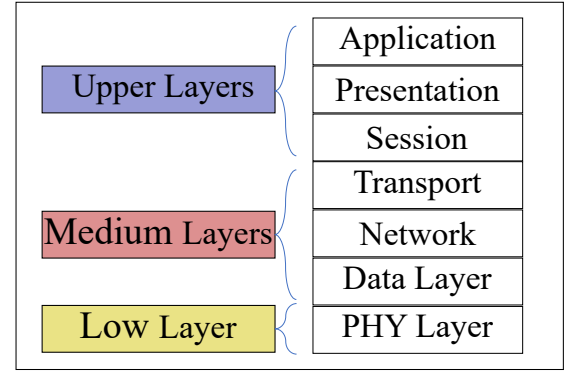 Upper Layers
Application
Presentation
Session
Medium Layers
Transport
Network
Data Layer
Low Layer
PHY Layer